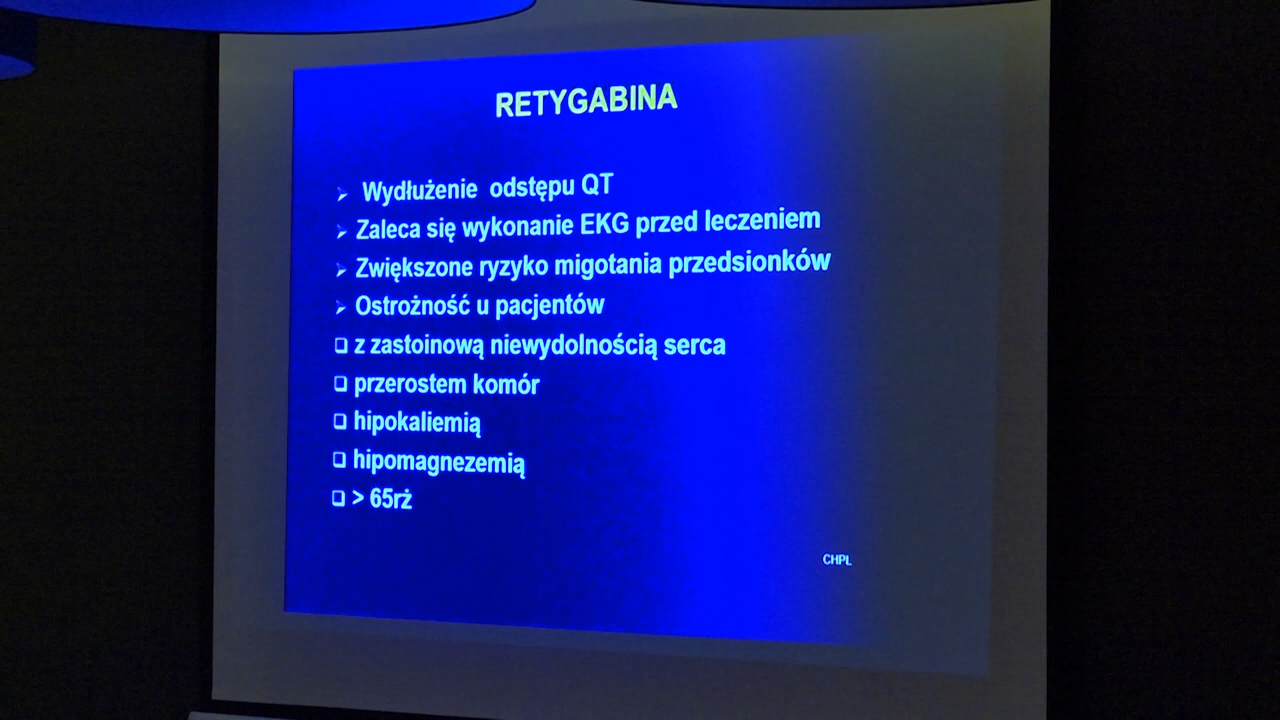 RETYGABINA
➢ Wydłużenie odstępu QT
➢ Zaleca się wykonanie EKG przed leczeniem
➢ Zwiększone ryzyko migotania przedsionków
➢ Ostrożność u pacjentów
❑ z zastoinową niewydolnością serca
❑ przerostem komór
❑ hipokaliemią
❑ hipomagnezemią
❑ > 65rż
CHPL